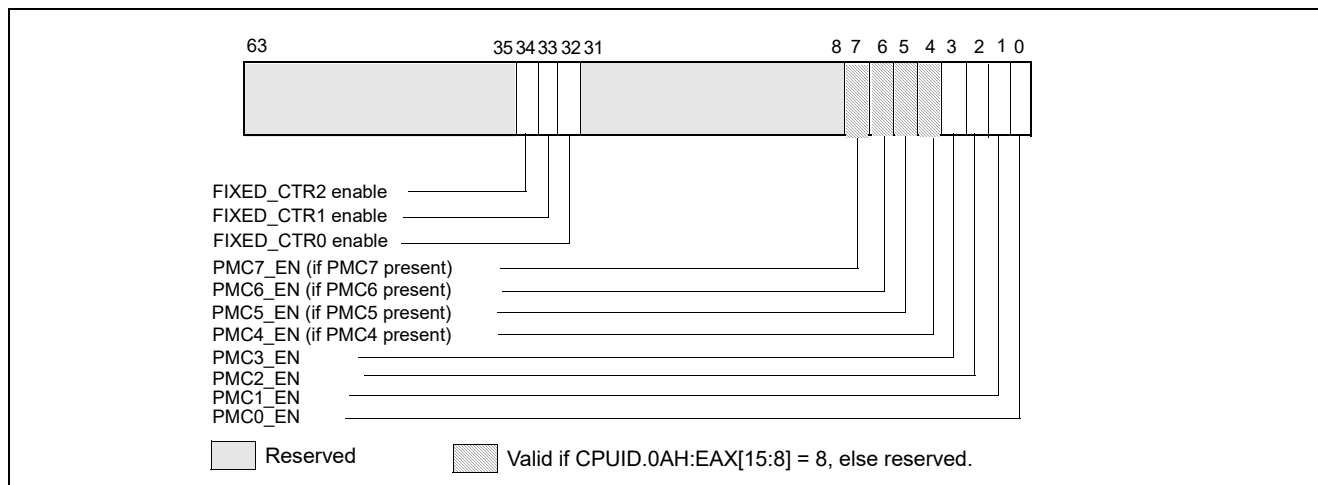 63 35 34 33 32 31 8 7 6 5 4 3 2 1 0
FIXED_CTR2 enable
FIXED_CTR1 enable
FIXED_CTR0 enable
PMC7_EN (if PMC7 present)
PMC6_EN (if PMC6 present)
PMC5_EN (if PMC5 present)
PMC4_EN (if PMC4 present)
PMC3_EN
PMC2_EN
PMC1_EN
PMC0_EN
Reserved Valid if CPUID.0AH:EAX[15:8] = 8, else reserved.